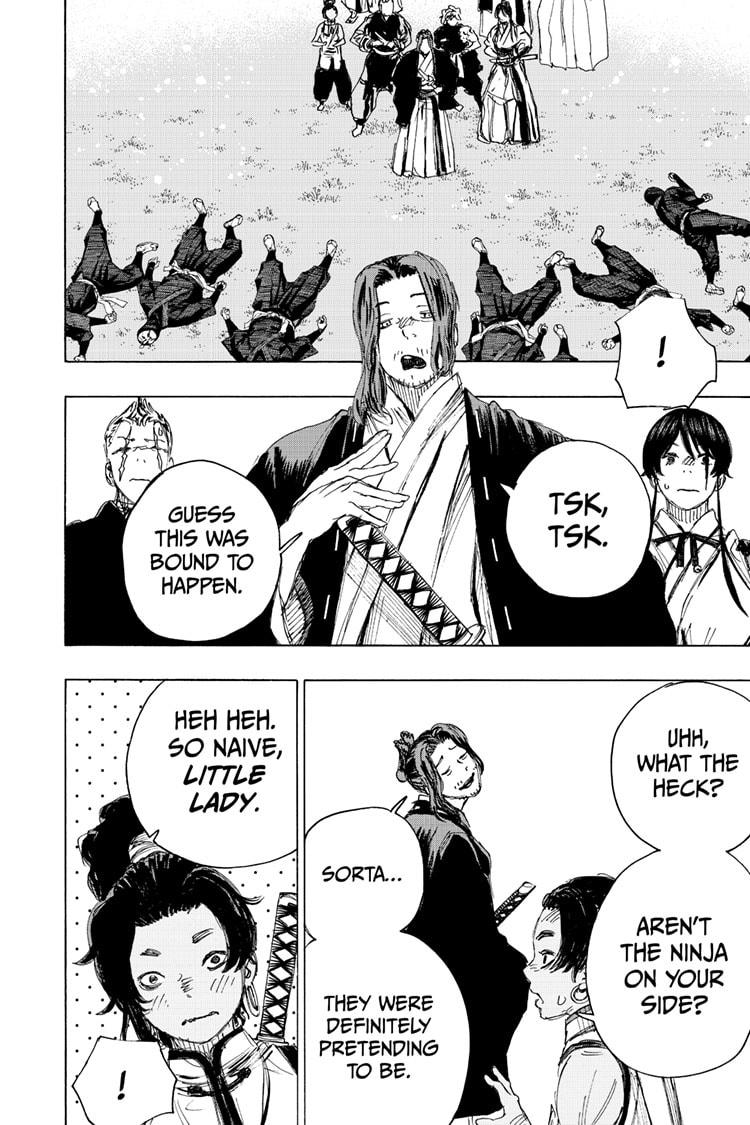 !
TSK,
TSK.
GUESS
THIS WAS
BOUND TO
HAPPEN.
UHH,
WHAT THE
HECK?
AREN'T
THE NINJA
ON YOUR
SIDE?
SORTA...
THEY WERE
DEFINITELY
PRETENDING
TO BE.
HEH HEH.
SO NAIVE,
LITTLE
LADY.
!